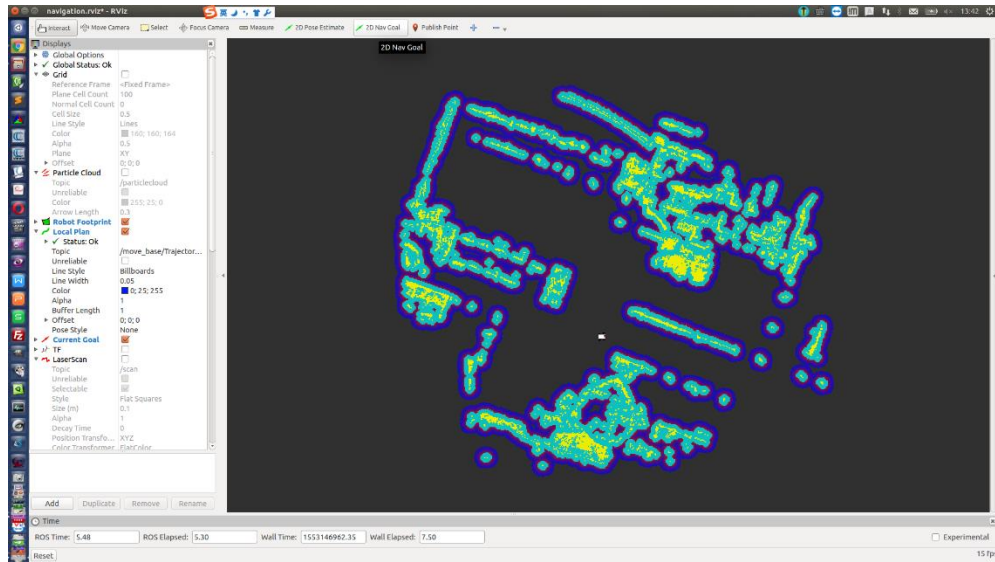 navigation.rviz* - RViz
英
13:42
Interact Move Camera Select Focus Camera Measure 2D Pose Estimate 2D Nav Goal Publish Point
2D Nav Goal
Displays
Global Options
Global Status: Ok
Grid
Reference Frame <Fixed Frame>
Plane Cell Count 100
Normal Cell Count 0
Cell Size 0.5
Line Style Lines
Color 160; 160; 164
Alpha 0.5
Plane XY
Offset 0; 0; 0
Particle Cloud
Topic /particlecloud
Unreliable
Color 255; 25; 0
Arrow Length 0.3
Robot Footprint
Local Plan
Status: Ok
Topic /move_base/Trajector...
Unreliable
Line Style Billboards
Line Width 0.05
Color 0; 25; 255
Alpha 1
Buffer Length 1
Offset 0; 0; 0
Pose Style None
Current Goal
TF
LaserScan
Topic /scan
Unreliable
Selectable
Style Flat Squares
Size (m) 0.1
Alpha 1
Decay Time 0
Position Transfo... XYZ
Color Transformer FlatColor
Add Duplicate Remove Rename
Time
ROS Time: 5.48 ROS Elapsed: 5.30 Wall Time: 1553146962.35 Wall Elapsed: 7.50 Experimental
Reset 15 fps